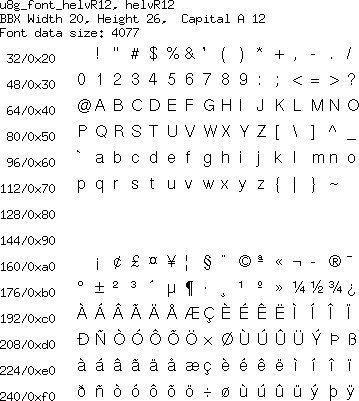 u8g_font_helvR12, helvR12
BBX Width 20, Height 26, Capital A 12
Font data size: 4077
32/0x20 ! " # $ % & ' ( ) * + , - . /
48/0x30 0 1 2 3 4 5 6 7 8 9 : ; < = > ?
64/0x40 @ A B C D E F G H I J K L M N O
80/0x50 P Q R S T U V W X Y Z [ \ ] ^ _
96/0x60 ` a b c d e f g h i j k l m n o
112/0x70 p q r s t u v w x y z { | } ~
128/0x80
144/0x90
160/0xa0 ¡ ¢ £ ¤ ¥ ¦ § ¨ © ª « ¬ - ® ¯
176/0xb0 ° ± ² ³ ´ µ ¶ · ¸ ¹ º » ¼ ½ ¾ ¿
192/0xc0 À Á Â Ã Ä Å Æ Ç È É Ê Ë Ì Í Î Ï
208/0xd0 Ð Ñ Ò Ó Ô Õ Ö × Ø Ù Ú Û Ü Ý Þ ß
224/0xe0 à á â ã ä å æ ç è é ê ë ì í î ï
240/0xf0 ð ñ ò ó ô õ ö ÷ ø ù ú û ü ý þ ÿ